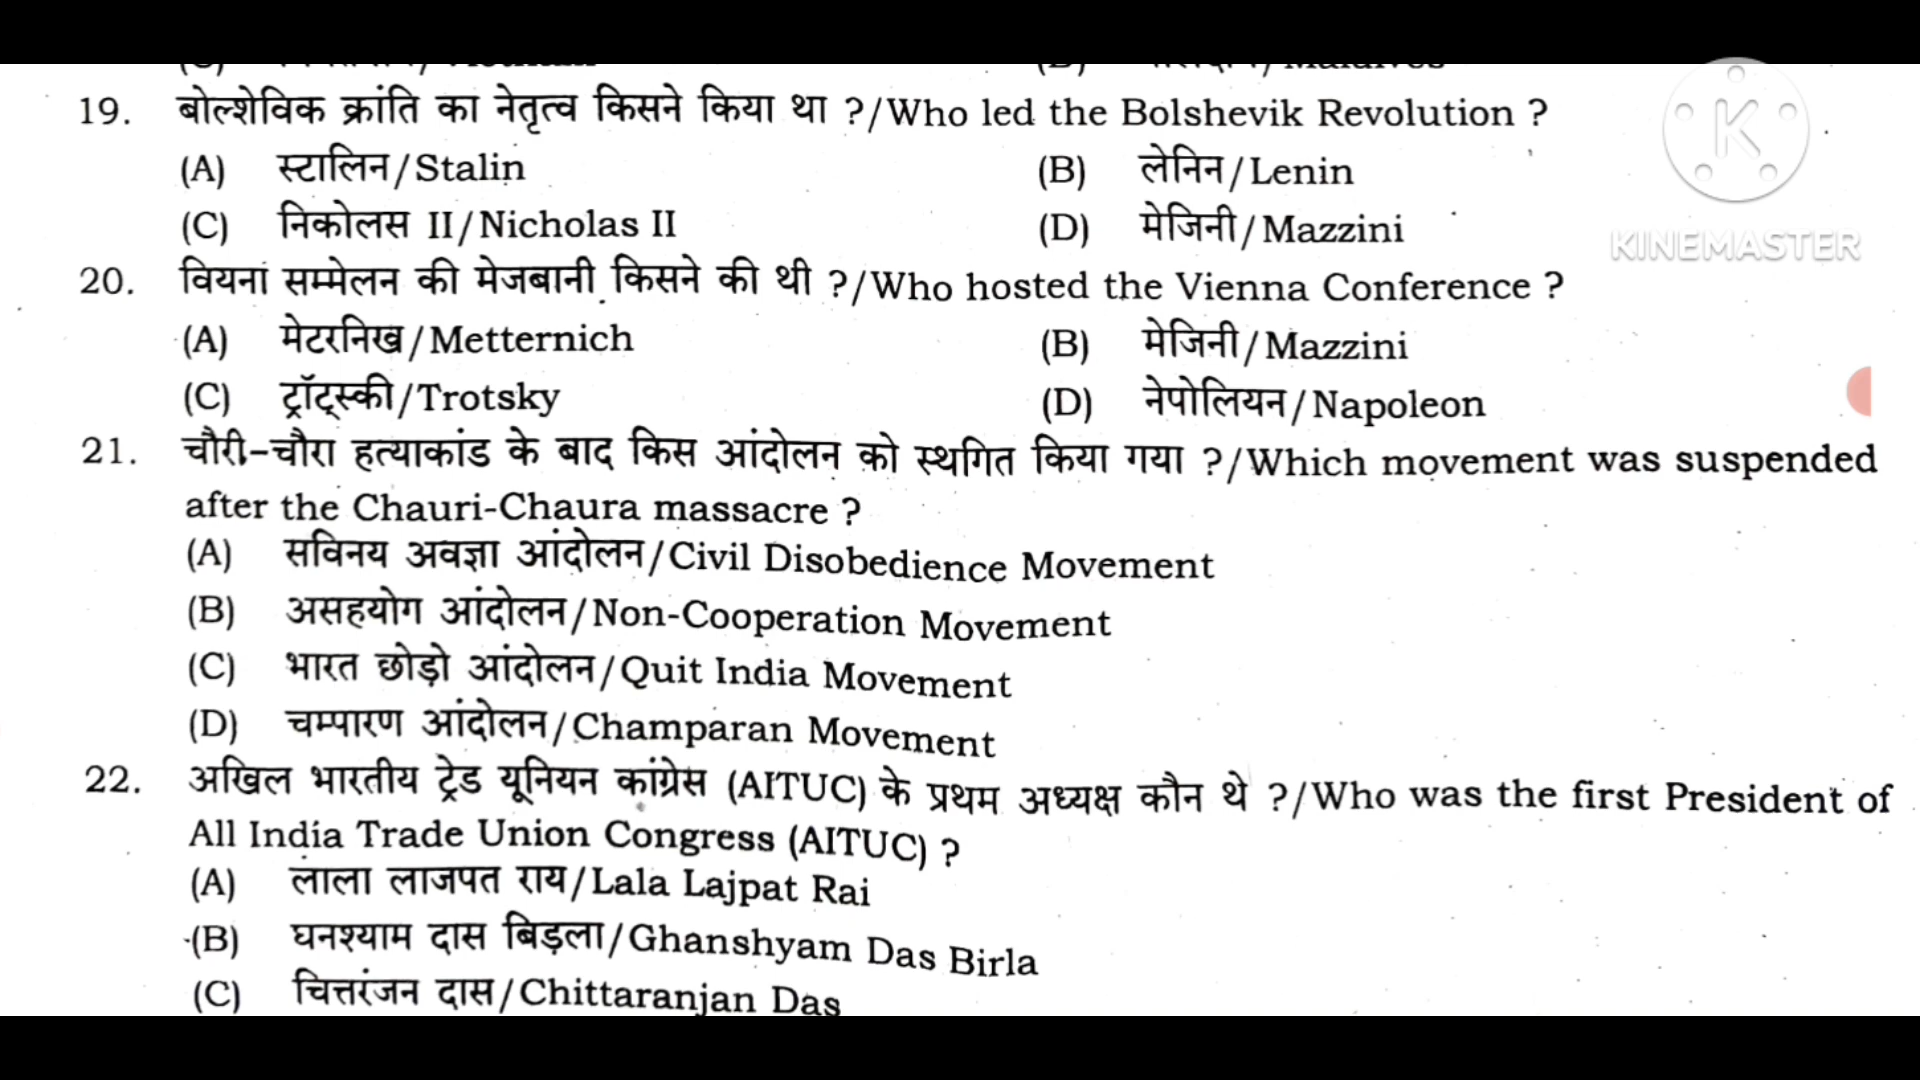 19. बोल्शेविक क्रांति का नेतृत्व किसने किया था ?/Who led the Bolshevik Revolution ?
(A) स्टालिन/Stalin (B) लेनिन/Lenin
(C) निकोलस II/Nicholas II (D) मेजिनी/Mazzini
KINEMASTER
20. वियना सम्मेलन की मेजबानी किसने की थी ?/Who hosted the Vienna Conference ?
(A) मेटरनिख/Metternich (B) मेजिनी/Mazzini
(C) ट्रॉट्स्की/Trotsky (D) नेपोलियन/Napoleon
21. चौरी-चौरा हत्याकांड के बाद किस आंदोलन को स्थगित किया गया ?/Which movement was suspended
after the Chauri-Chaura massacre ?
(A) सविनय अवज्ञा आंदोलन/Civil Disobedience Movement
(B) असहयोग आंदोलन/Non-Cooperation Movement
(C) भारत छोड़ो आंदोलन/Quit India Movement
(D) चम्पारण आंदोलन/Champaran Movement
22. अखिल भारतीय ट्रेड यूनियन कांग्रेस (AITUC) के प्रथम अध्यक्ष कौन थे ?/Who was the first President of
All India Trade Union Congress (AITUC) ?
(A) लाला लाजपत राय/Lala Lajpat Rai
(B) घनश्याम दास बिड़ला/Ghanshyam Das Birla
(C) चित्तरंजन दास/Chittaranjan Das